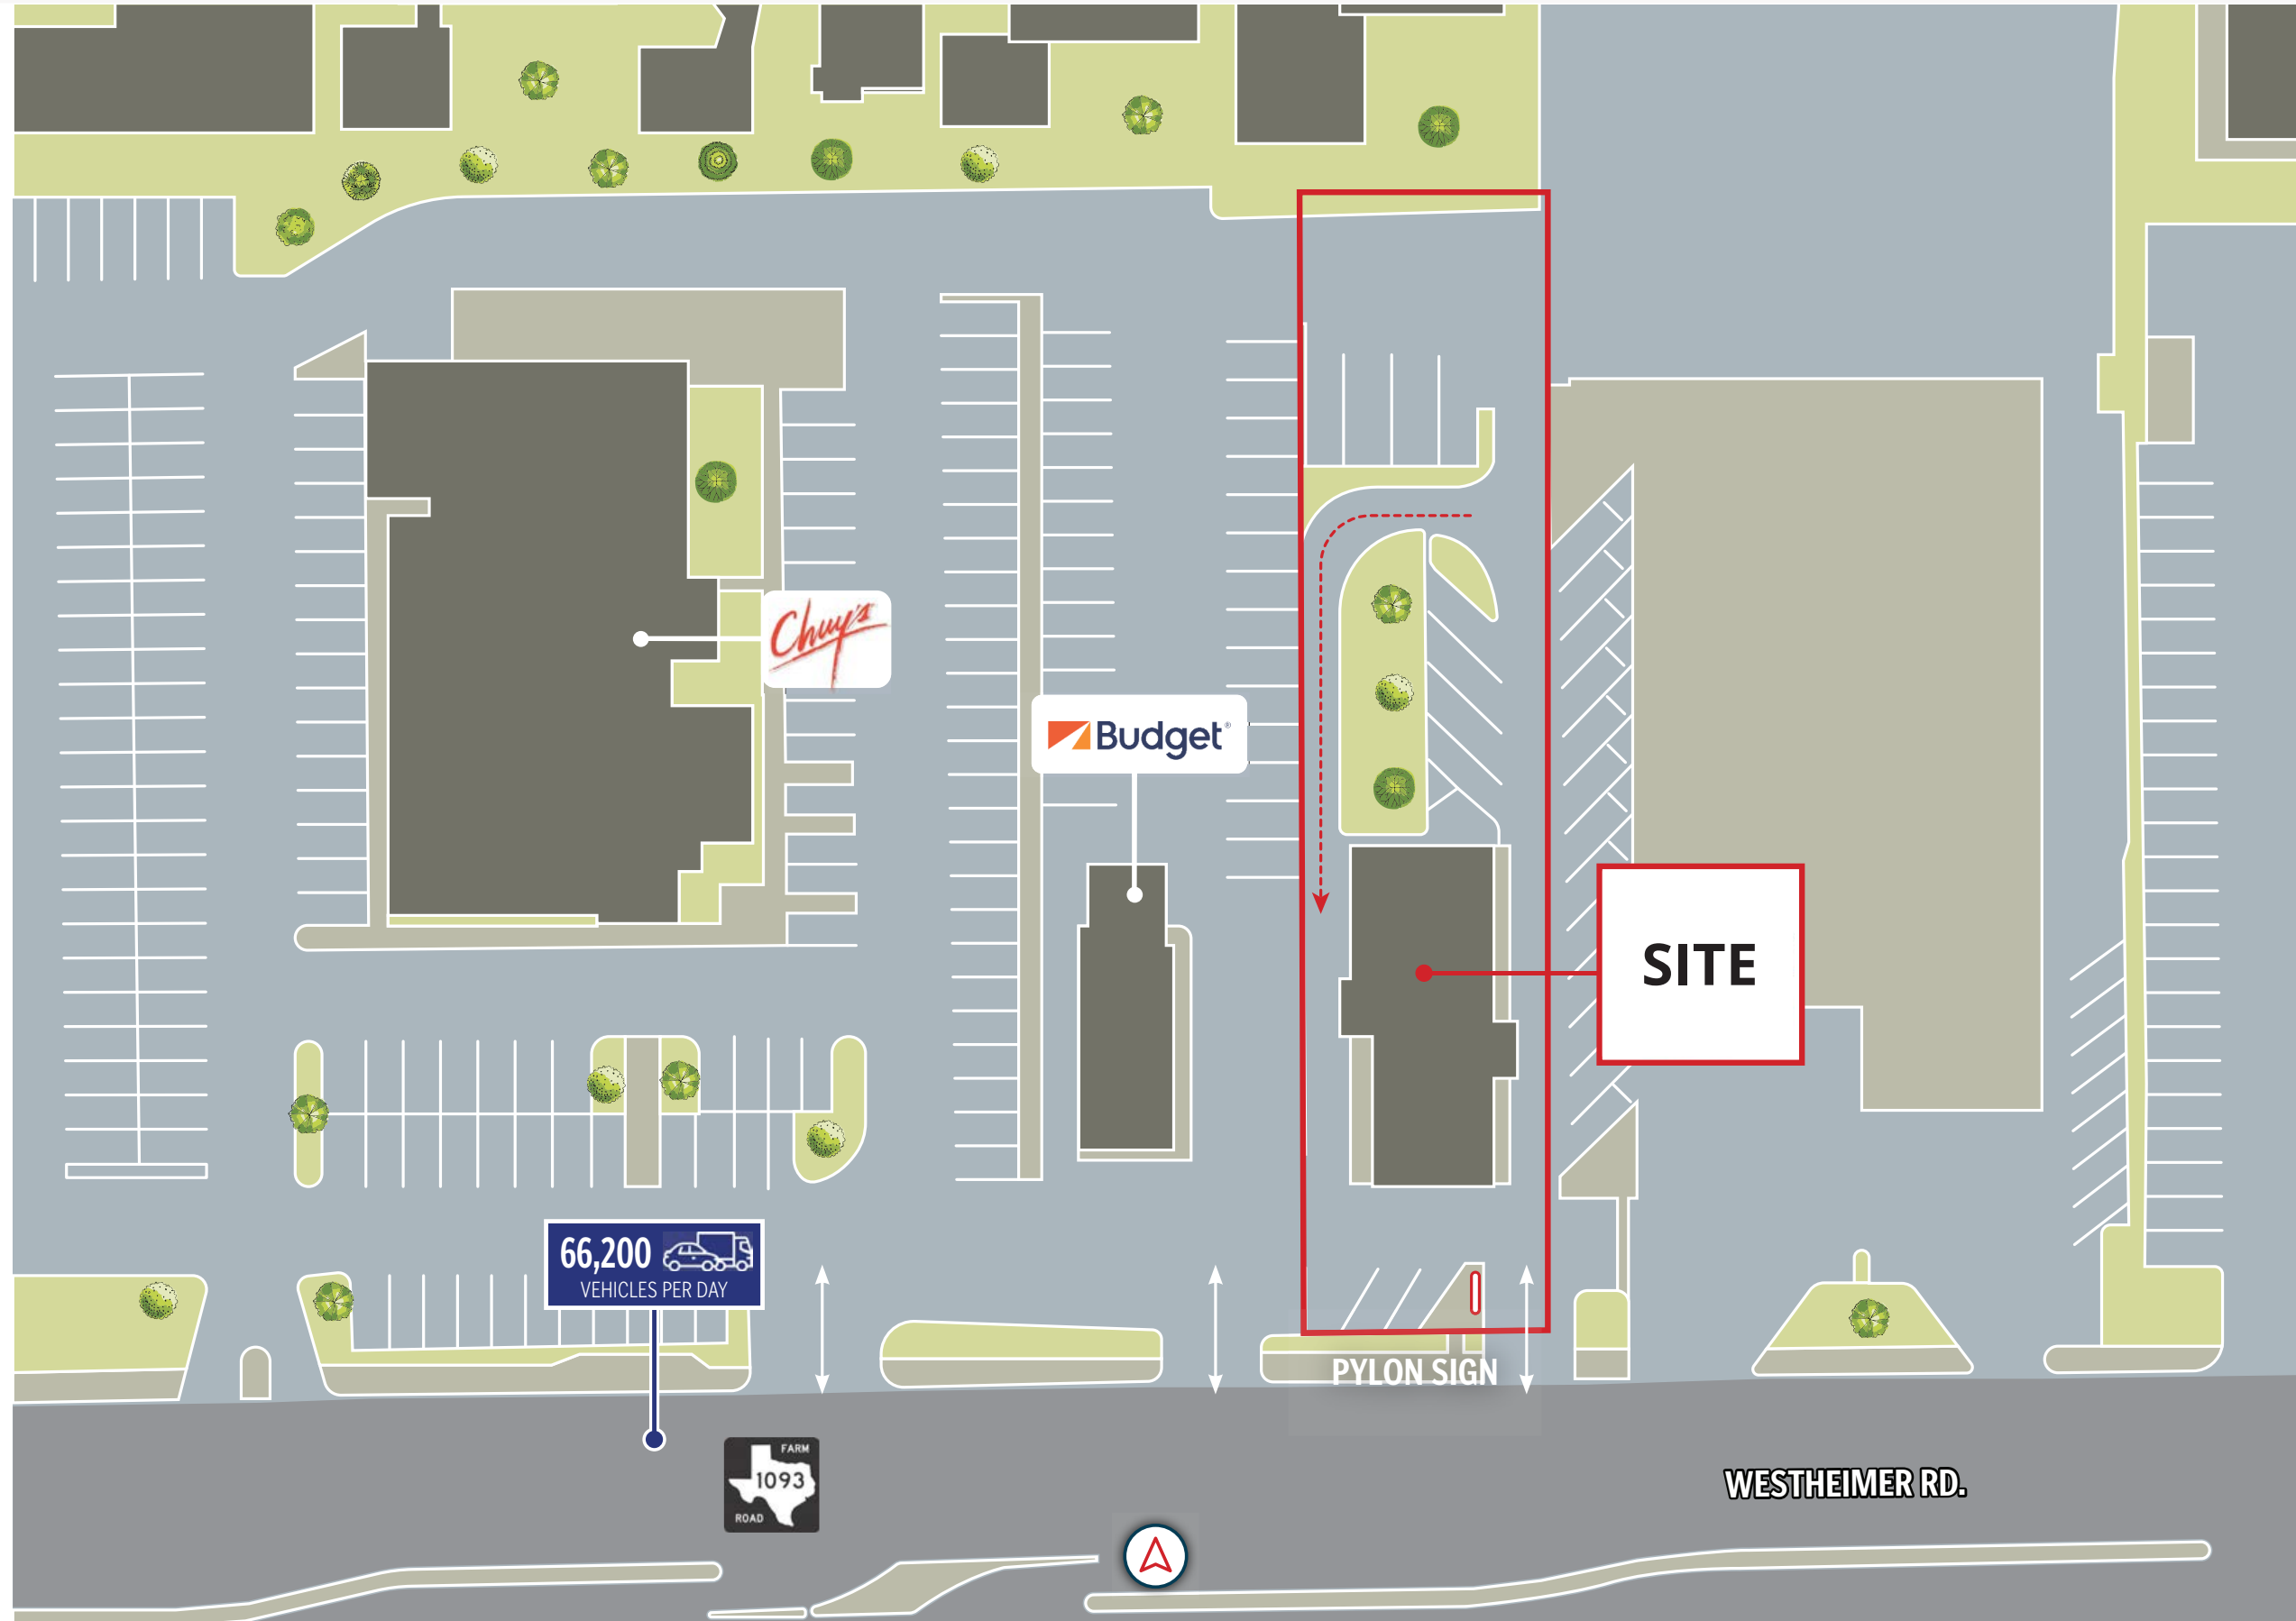 Chuy's
Budget®
SITE
66,200
VEHICLES PER DAY
PYLON SIGN
FARM
1093
ROAD
WESTHEIMER RD.